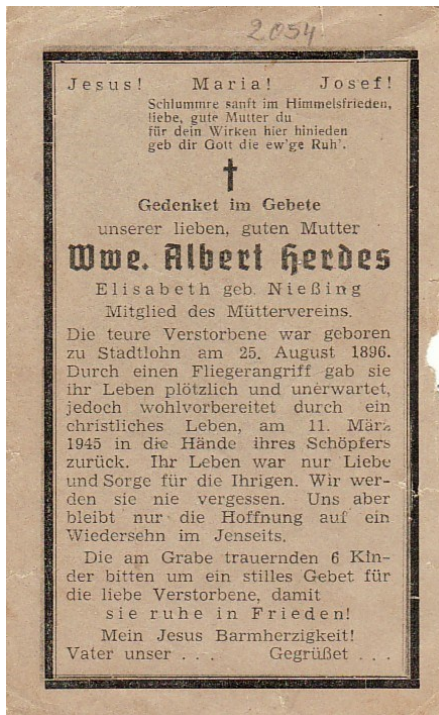 2054
Jesus! Maria! Josef!
Schlummre sanft im Himmelsfrieden,
liebe, gute Mutter du
für dein Wirken hier hinieden
geb dir Gott die ew'ge Ruh'.
Gedenket im Gebete
unserer lieben, guten Mutter
Wwe. Albert Herdes
Elisabeth geb. Nießing
Mitglied des Müttervereins.
Die teure Verstorbene war geboren
zu Stadtlohn am 25. August 1896.
Durch einen Fliegerangriff gab sie
ihr Leben plötzlich und unerwartet,
jedoch wohlvorbereitet durch ein
christliches Leben, am 11. März
1945 in die Hände ihres Schöpfers
zurück. Ihr Leben war nur Liebe
und Sorge für die Ihrigen. Wir wer-
den sie nie vergessen. Uns aber
bleibt nur die Hoffnung auf ein
Wiedersehn im Jenseits.
Die am Grabe trauernden 6 Kin-
der bitten um ein stilles Gebet für
die liebe Verstorbene, damit
sie ruhe in Frieden!
Mein Jesus Barmherzigkeit!
Vater unser . . . Gegrüßet . . .